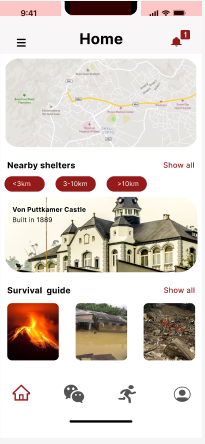 9:41
Home
1
Nearby shelters
Show all
<3km
3-10km
>10km
Von Puttkamer Castle
Built in 1889
Survival guide
Show all